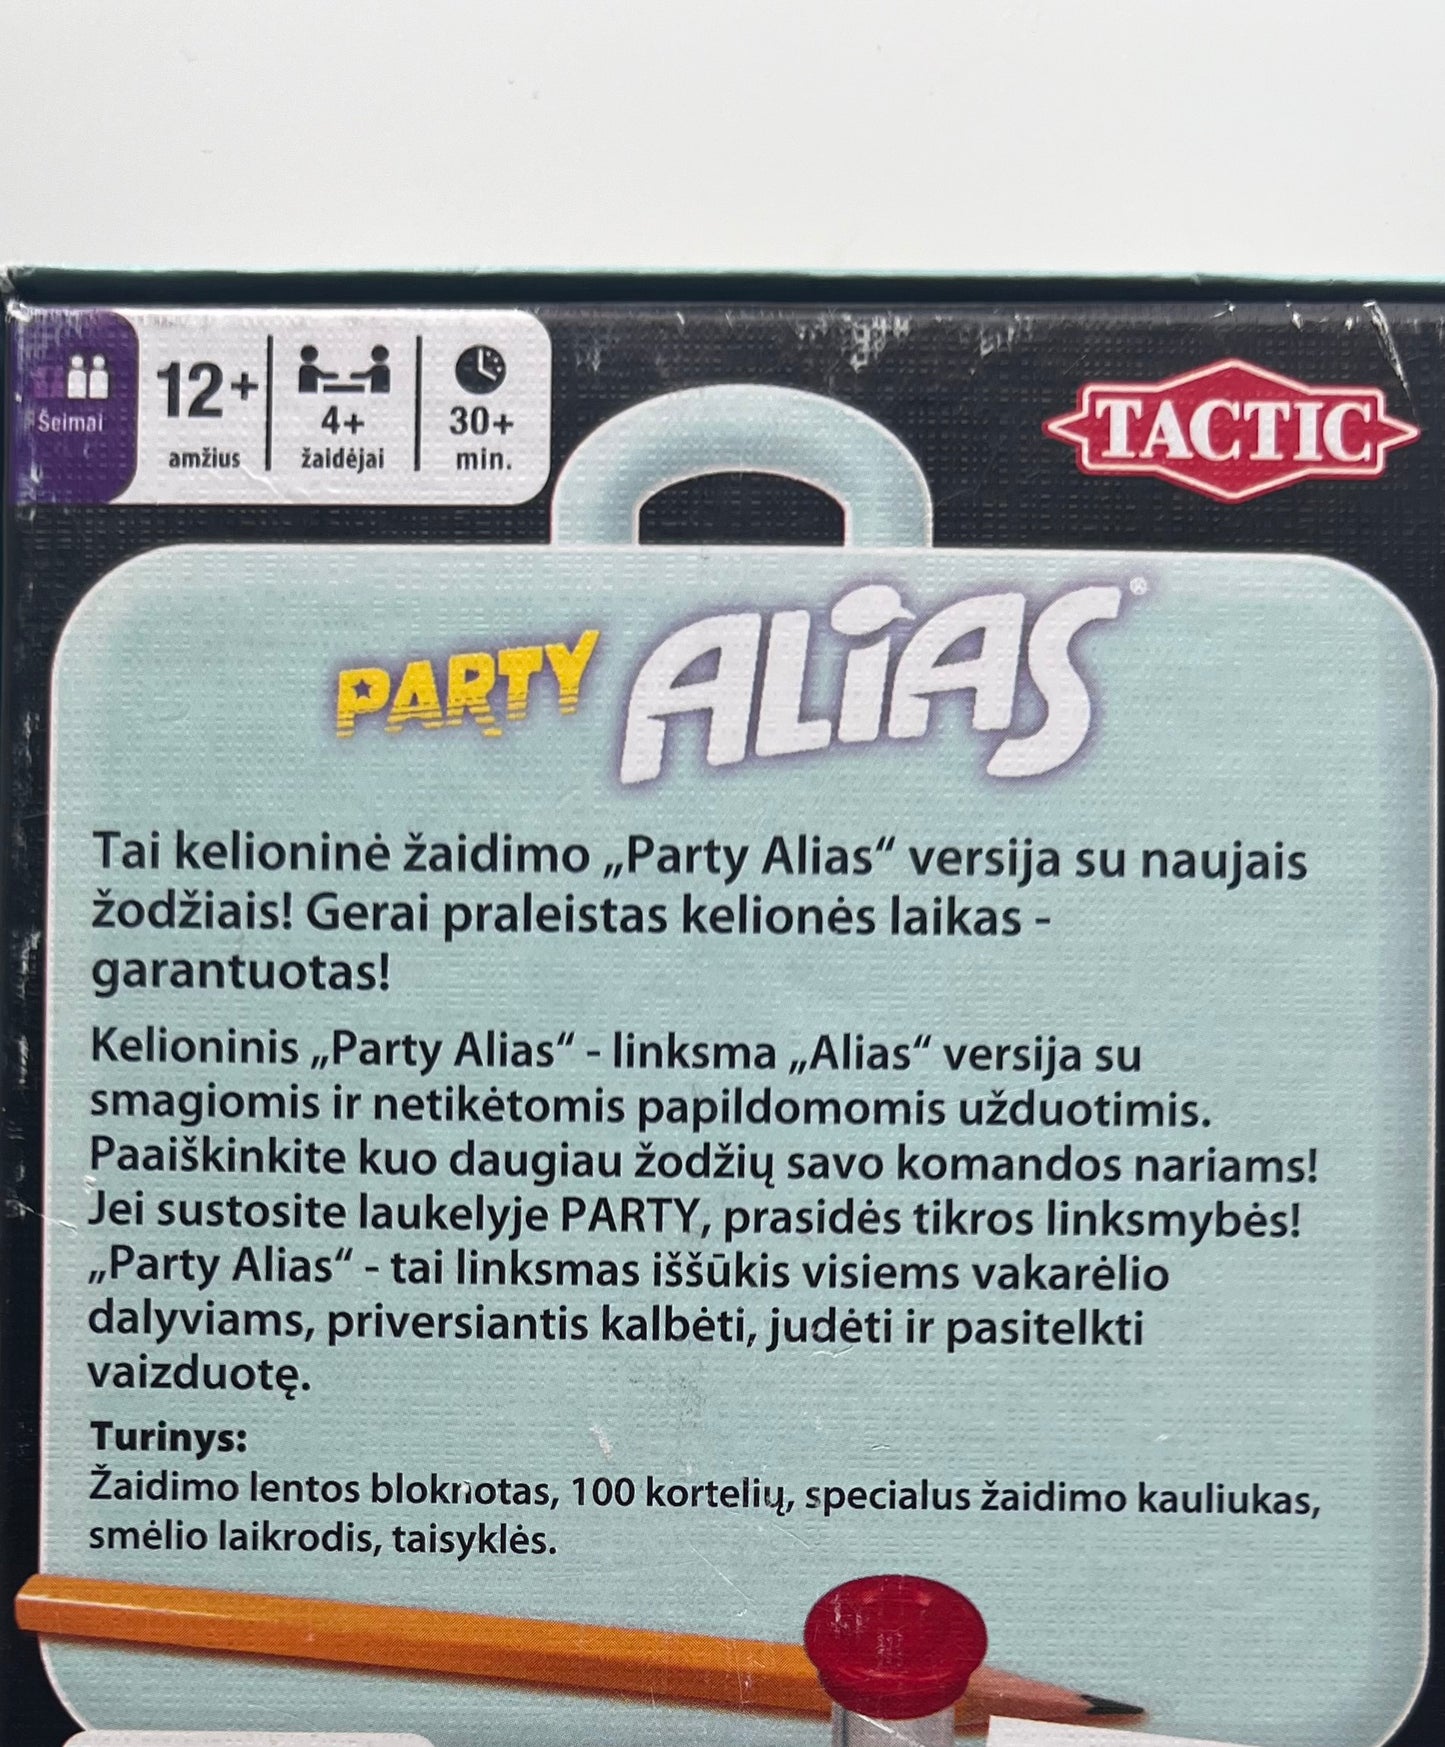 Šeimai
12+
amžius
4+
žaidėjai
30+
min.
TACTIC
PARTY ALiAS®
Tai kelioninė žaidimo „Party Alias“ versija su naujais
žodžiais! Gerai praleistas kelionės laikas -
garantuotas!
Kelioninis „Party Alias“ - linksma „Alias“ versija su
smagiomis ir netikėtomis papildomomis užduotimis.
Paaiškinkite kuo daugiau žodžių savo komandos nariams!
Jei sustosite laukelyje PARTY, prasidės tikros linksmybės!
„Party Alias“ - tai linksmas iššūkis visiems vakarėlio
dalyviams, priversiantis kalbėti, judėti ir pasitelkti
vaizduotę.
Turinys:
Žaidimo lentos bloknotas, 100 kortelių, specialus žaidimo kauliukas,
smėlio laikrodis, taisyklės.